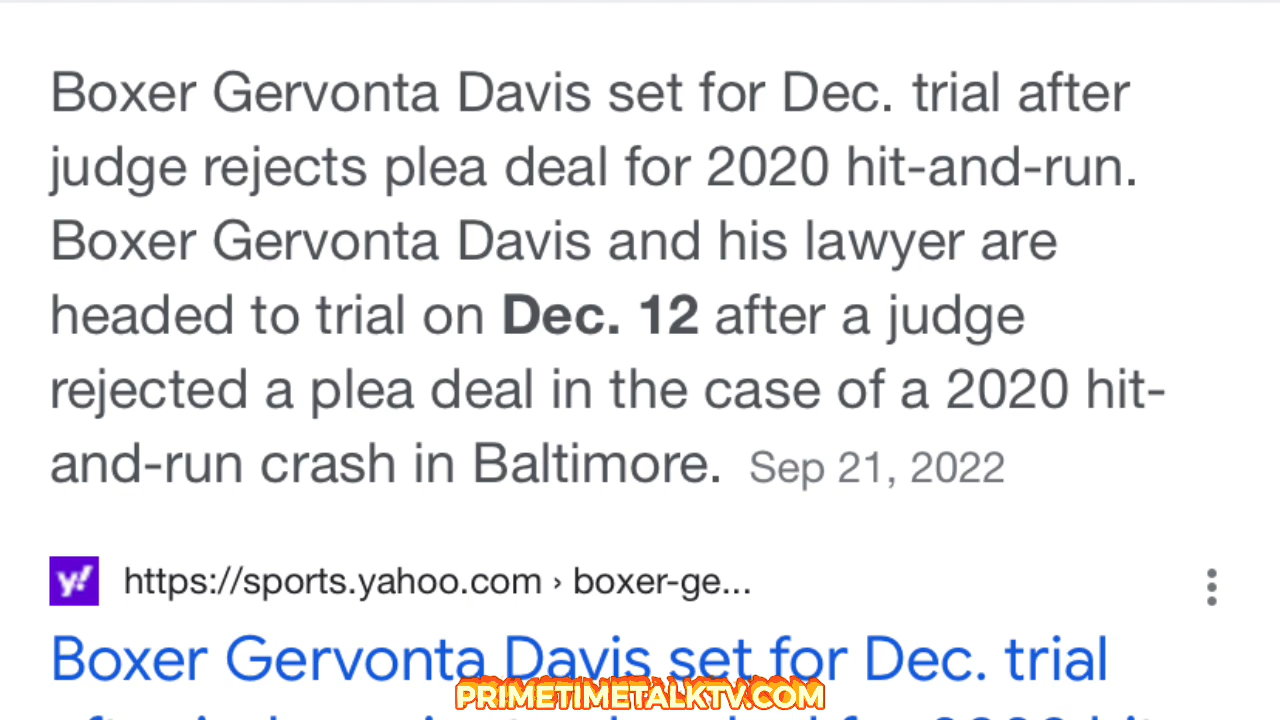 Boxer Gervonta Davis set for Dec. trial after
judge rejects plea deal for 2020 hit-and-run.
Boxer Gervonta Davis and his lawyer are
headed to trial on Dec. 12 after a judge
rejected a plea deal in the case of a 2020 hit-
and-run crash in Baltimore. Sep 21, 2022
y! https://sports.yahoo.com › boxer-ge...
Boxer Gervonta Davis set for Dec. trial
PRIMETIMETALKTV.COM